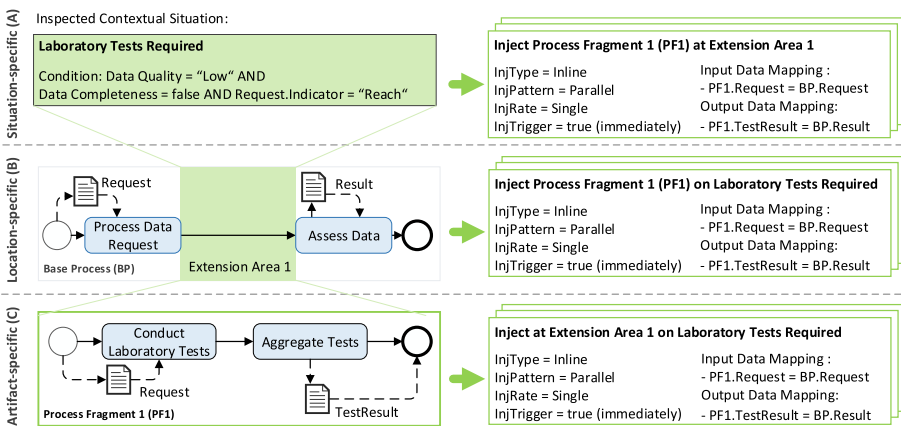 Situation-specific (A)
Inspected Contextual Situation:
Laboratory Tests Required
Condition: Data Quality = “Low“ AND
Data Completeness = false AND Request.Indicator = “Reach“
Inject Process Fragment 1 (PF1) at Extension Area 1
InjType = Inline
InjPattern = Parallel
InjRate = Single
InjTrigger = true (immediately)
Input Data Mapping :
- PF1.Request = BP.Request
Output Data Mapping:
- PF1.TestResult = BP.Result
Location-specific (B)
Request
Process Data
Request
Base Process (BP)
Extension Area 1
Result
Assess Data
Inject Process Fragment 1 (PF1) on Laboratory Tests Required
InjType = Inline
InjPattern = Parallel
InjRate = Single
InjTrigger = true (immediately)
Input Data Mapping :
- PF1.Request = BP.Request
Output Data Mapping:
- PF1.TestResult = BP.Result
Artifact-specific (C)
Conduct
Laboratory Tests
Aggregate Tests
Request
TestResult
Process Fragment 1 (PF1)
Inject at Extension Area 1 on Laboratory Tests Required
InjType = Inline
InjPattern = Parallel
InjRate = Single
InjTrigger = true (immediately)
Input Data Mapping :
- PF1.Request = BP.Request
Output Data Mapping:
- PF1.TestResult = BP.Result